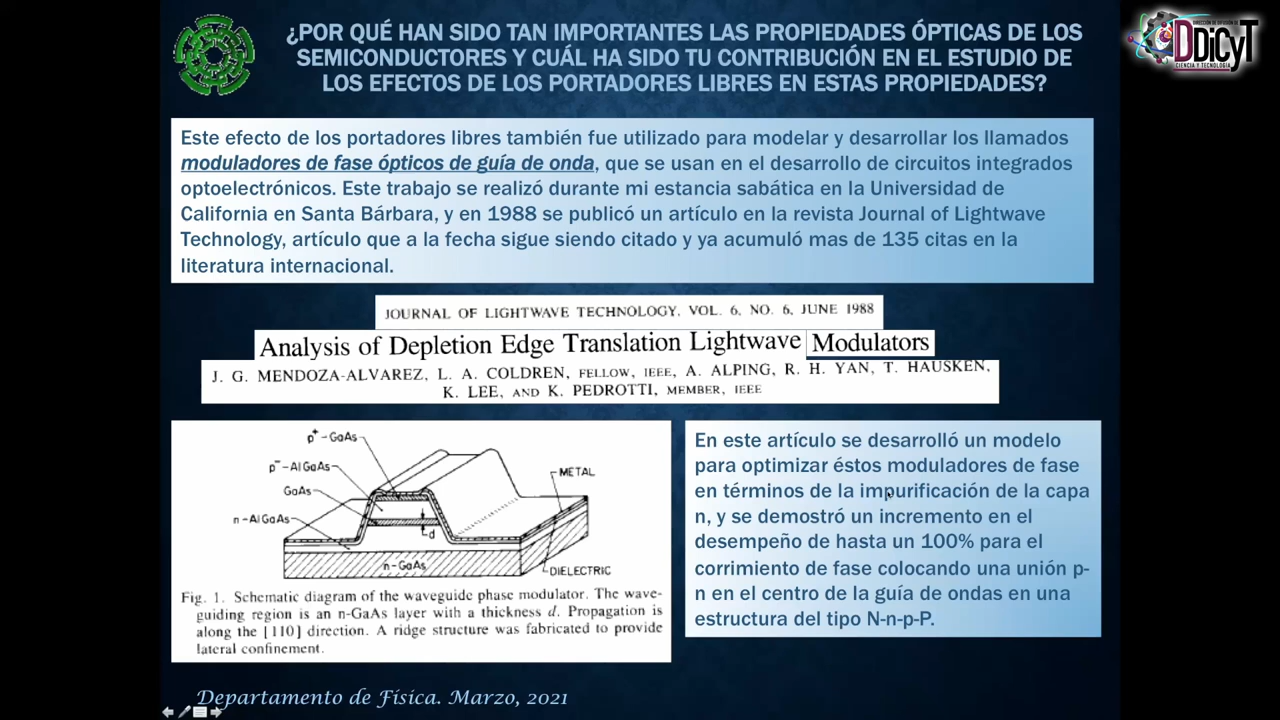 ¿POR QUÉ HAN SIDO TAN IMPORTANTES LAS PROPIEDADES ÓPTICAS DE LOS
SEMICONDUCTORES Y CUÁL HA SIDO TU CONTRIBUCIÓN EN EL ESTUDIO DE
LOS EFECTOS DE LOS PORTADORES LIBRES EN ESTAS PROPIEDADES?
DIRECCIÓN DE DIFUSIÓN DE
DDiCyT
CIENCIA Y TECNOLOGÍA
Este efecto de los portadores libres también fue utilizado para modelar y desarrollar los llamados
moduladores de fase ópticos de guía de onda, que se usan en el desarrollo de circuitos integrados
optoelectrónicos. Este trabajo se realizó durante mi estancia sabática en la Universidad de
California en Santa Bárbara, y en 1988 se publicó un artículo en la revista Journal of Lightwave
Technology, artículo que a la fecha sigue siendo citado y ya acumuló mas de 135 citas en la
literatura internacional.
JOURNAL OF LIGHTWAVE TECHNOLOGY, VOL. 6, NO. 6, JUNE 1988
Analysis of Depletion Edge Translation Lightwave Modulators
J. G. MENDOZA-ALVAREZ, L. A. COLDREN, FELLOW, IEEE, A. ALPING, R. H. YAN, T. HAUSKEN,
K. LEE, AND K. PEDROTTI, MEMBER, IEEE
p+-GaAs
p−-AlGaAs
GaAs
n-AlGaAs
METAL
d
n-GaAs
DIELECTRIC
Fig. 1. Schematic diagram of the waveguide phase modulator. The wave-
guiding region is an n-GaAs layer with a thickness d. Propagation is
along the [110] direction. A ridge structure was fabricated to provide
lateral confinement.
En este artículo se desarrolló un modelo
para optimizar éstos moduladores de fase
en términos de la impurificación de la capa
n, y se demostró un incremento en el
desempeño de hasta un 100% para el
corrimiento de fase colocando una unión p-
n en el centro de la guía de ondas en una
estructura del tipo N-n-p-P.
Departamento de Física. Marzo, 2021